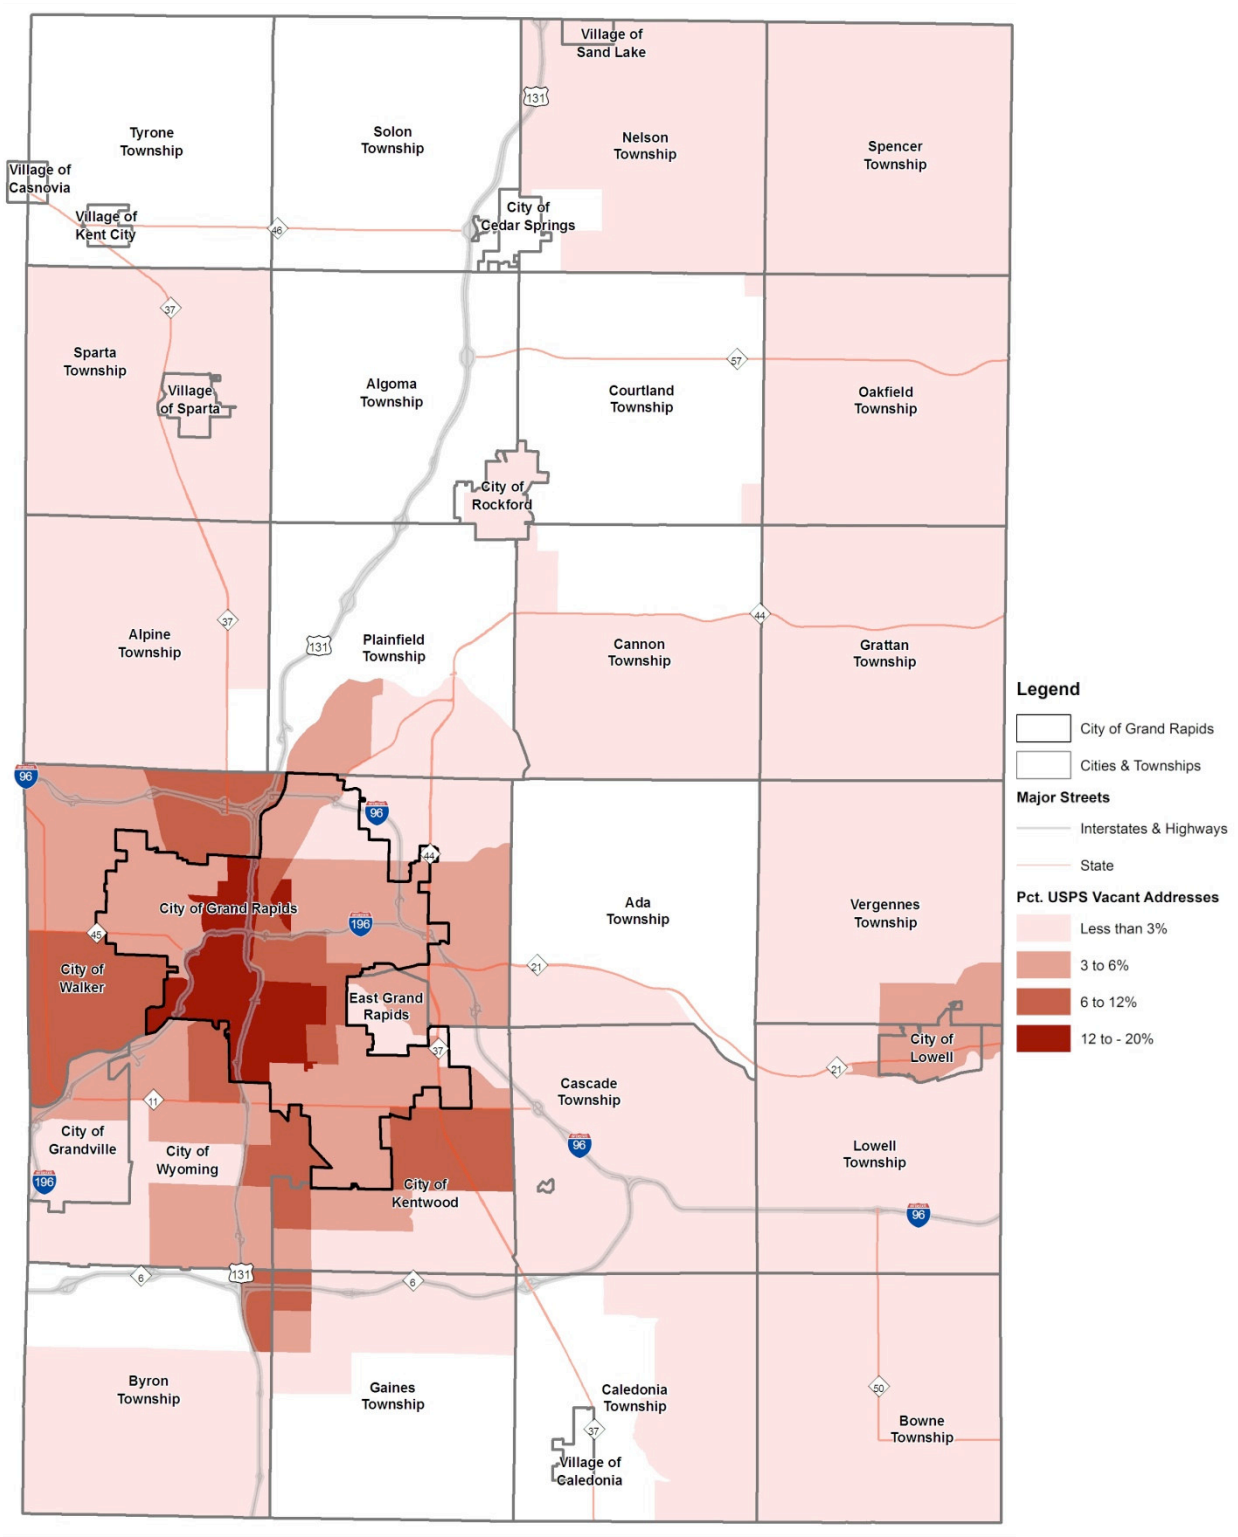 Village of
Sand Lake
131
Tyrone
Township
Solon
Township
Nelson
Township
Spencer
Township
Village of
Casnovia
Village of
Kent City
46
City of
Cedar Springs
37
Sparta
Township
Village
of Sparta
Algoma
Township
57
Courtland
Township
Oakfield
Township
City of
Rockford
37
Alpine
Township
131
Plainfield
Township
44
Cannon
Township
Grattan
Township
96
96
44
City of Grand Rapids
196
45
Ada
Township
Vergennes
Township
21
City of
Walker
East Grand
Rapids
37
City of
Lowell
21
11
Cascade
Township
City of
Grandville
City of
Wyoming
96
Lowell
Township
196
City of
Kentwood
96
6
131
6
Byron
Township
Gaines
Township
Caledonia
Township
50
37
Bowne
Township
Village of
Caledonia
Legend
City of Grand Rapids
Cities & Townships
Major Streets
Interstates & Highways
State
Pct. USPS Vacant Addresses
Less than 3%
3 to 6%
6 to 12%
12 to - 20%